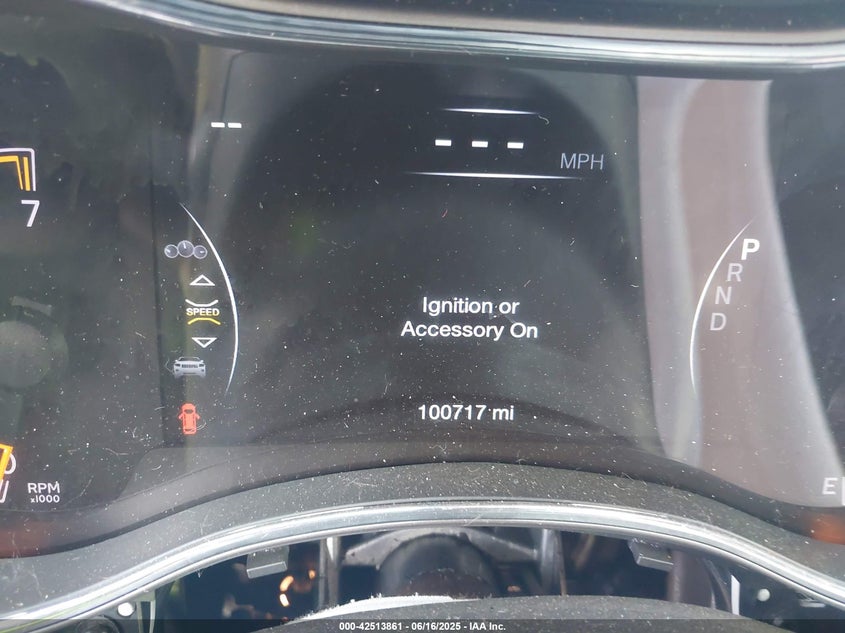 -- 
--- MPH
7
P
R
N
D
SPEED
Ignition or
Accessory On
100717 mi
RPM
x1000
E
000-42513861 - 06/16/2025 - IAA Inc.